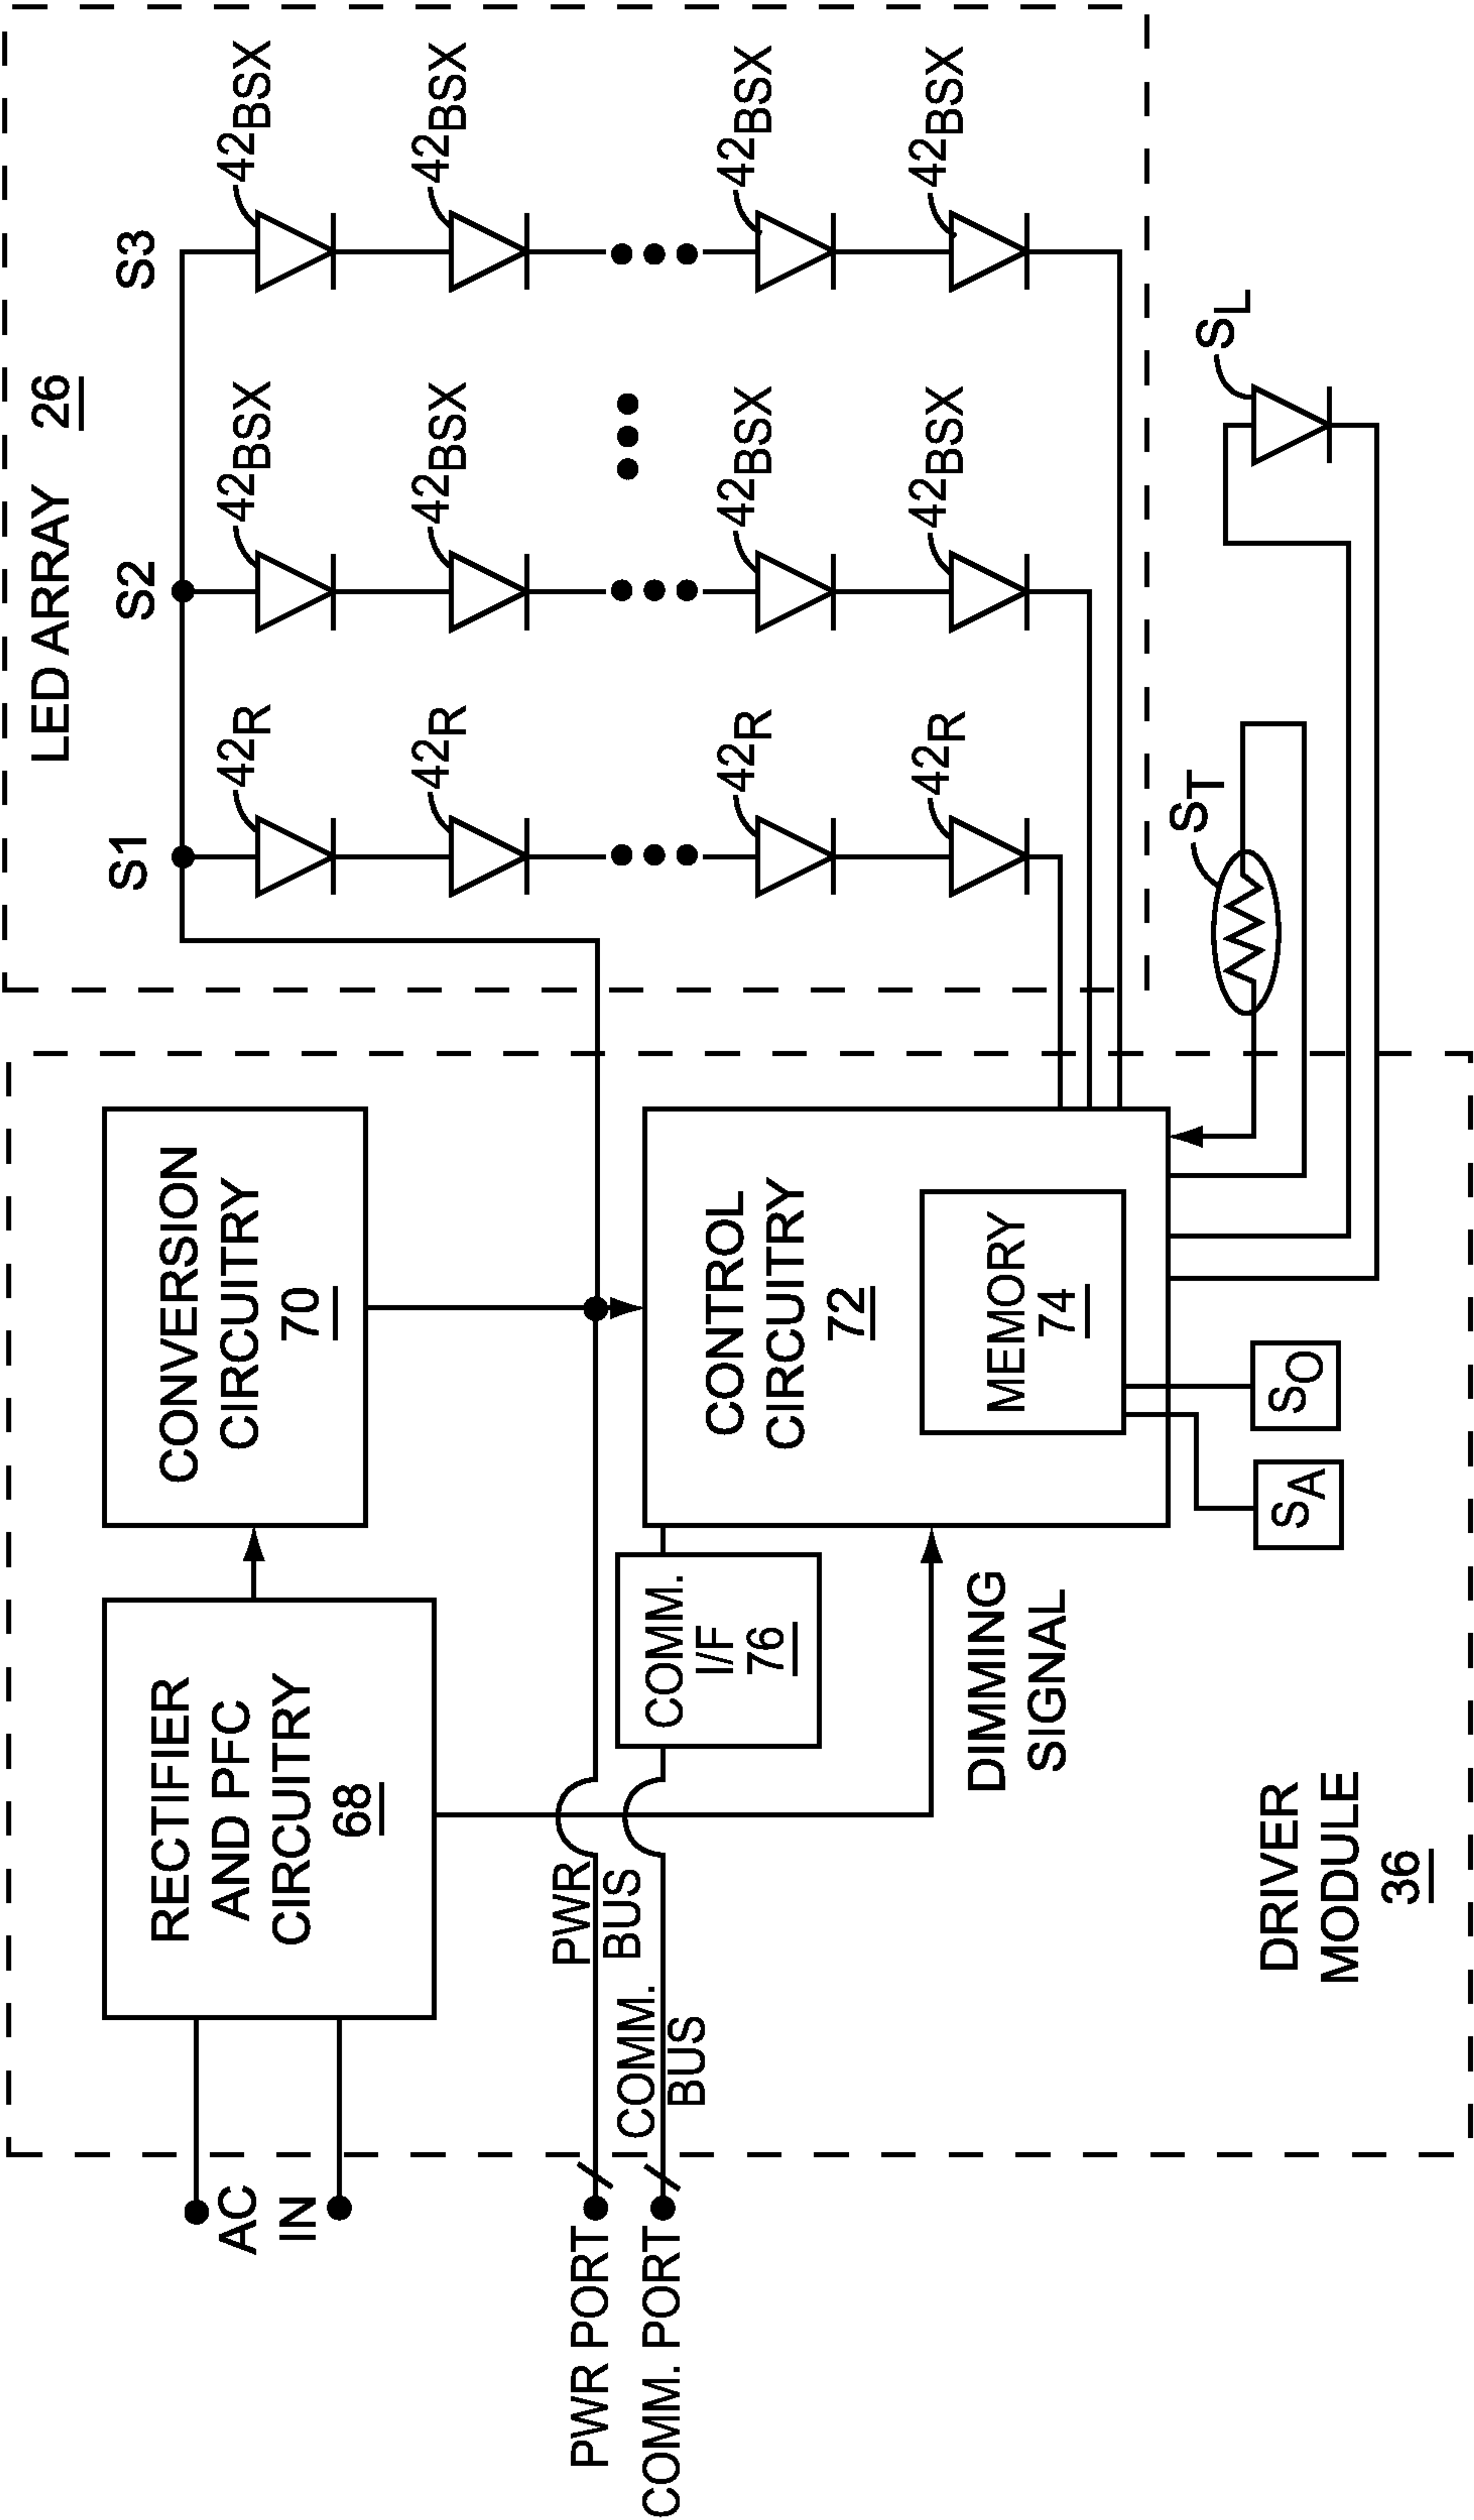 LED ARRAY 26
S1
S2
S3
42R
42BSX
42BSX
42R
42BSX
42BSX
42R
42BSX
42BSX
42R
42BSX
42BSX
ST
SL
RECTIFIER
AND PFC
CIRCUITRY
68
CONVERSION
CIRCUITRY
70
AC
IN
PWR PORT
PWR
BUS
COMM. PORT
COMM.
BUS
COMM.
I/F
76
CONTROL
CIRCUITRY
72
MEMORY
74
DIMMING
SIGNAL
SA
SO
DRIVER
MODULE
36